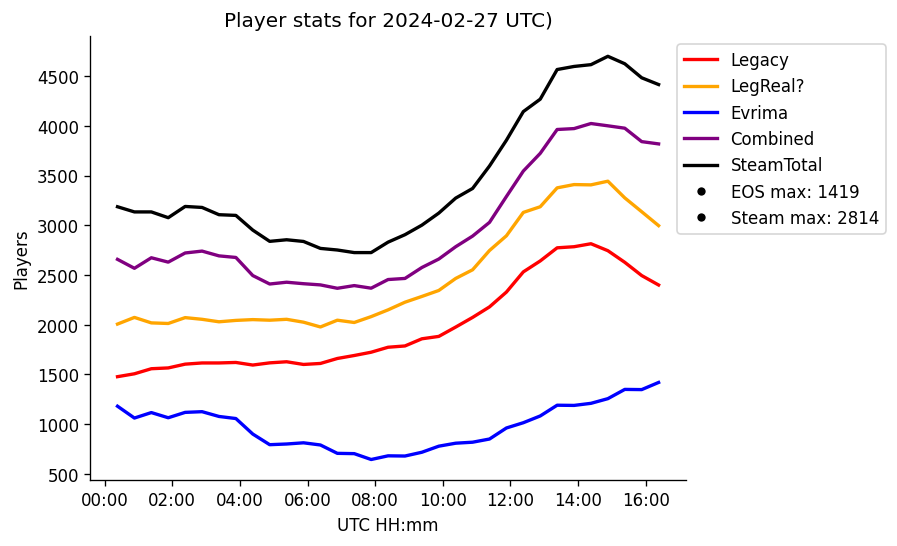 Player stats for 2024-02-27 UTC)
Players
4500
4000
3500
3000
2500
2000
1500
1000
500
00:00 02:00 04:00 06:00 08:00 10:00 12:00 14:00 16:00
UTC HH:mm
Legacy
LegReal?
Evrima
Combined
SteamTotal
EOS max: 1419
Steam max: 2814